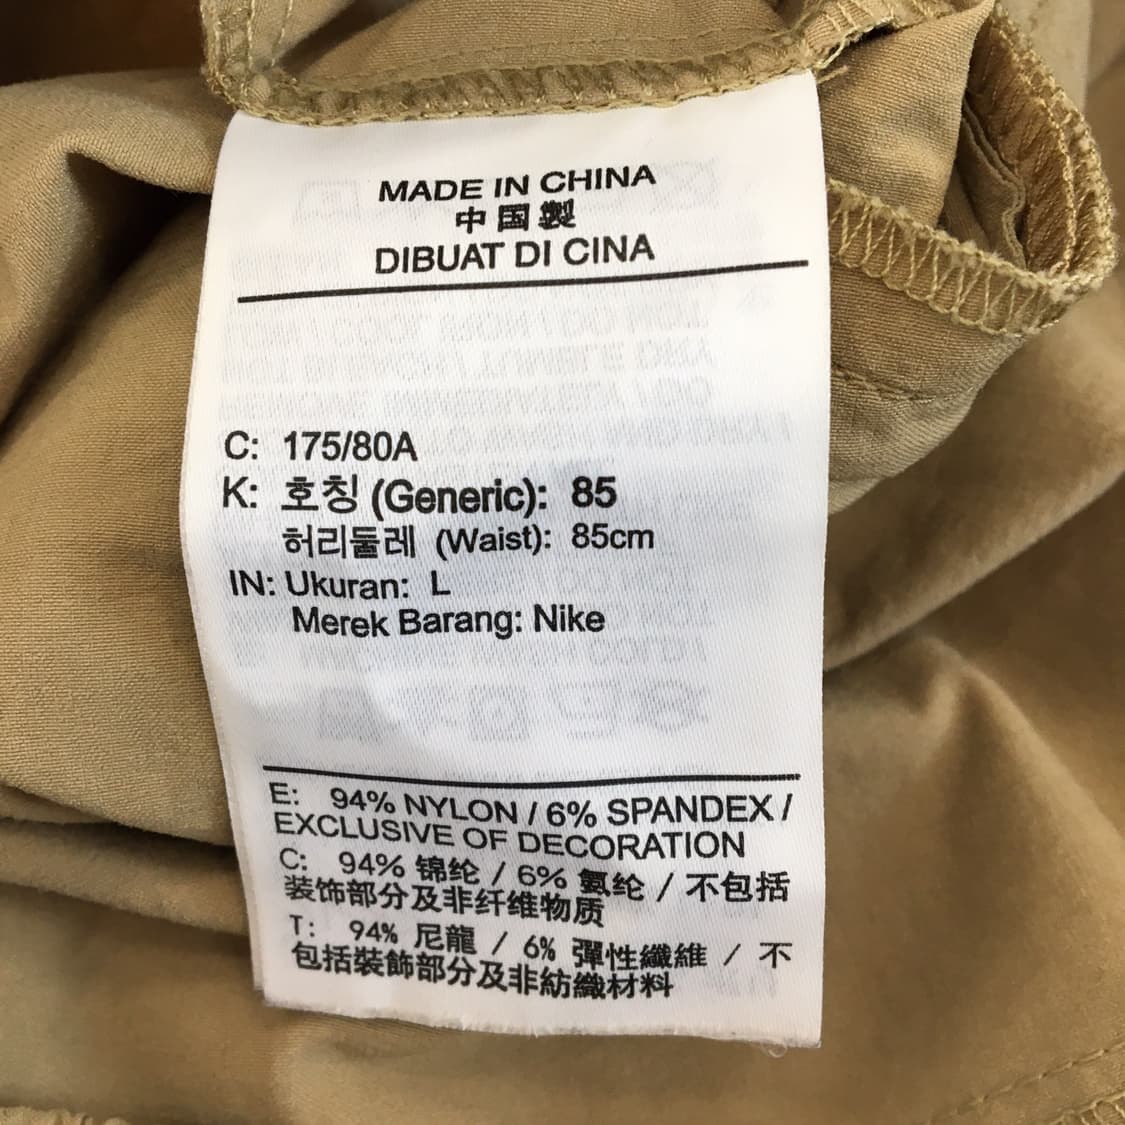 MADE IN CHINA
中国製
DIBUAT DI CINA
C: 175/80A
K: 호칭 (Generic): 85
허리둘레 (Waist): 85cm
IN: Ukuran: L
Merek Barang: Nike
E: 94% NYLON / 6% SPANDEX /
EXCLUSIVE OF DECORATION
C: 94% 锦纶 / 6% 氨纶 / 不包括
装饰部分及非纤维物质
T: 94% 尼龍 / 6% 彈性纖維 / 不
包括裝飾部分及非紡織材料